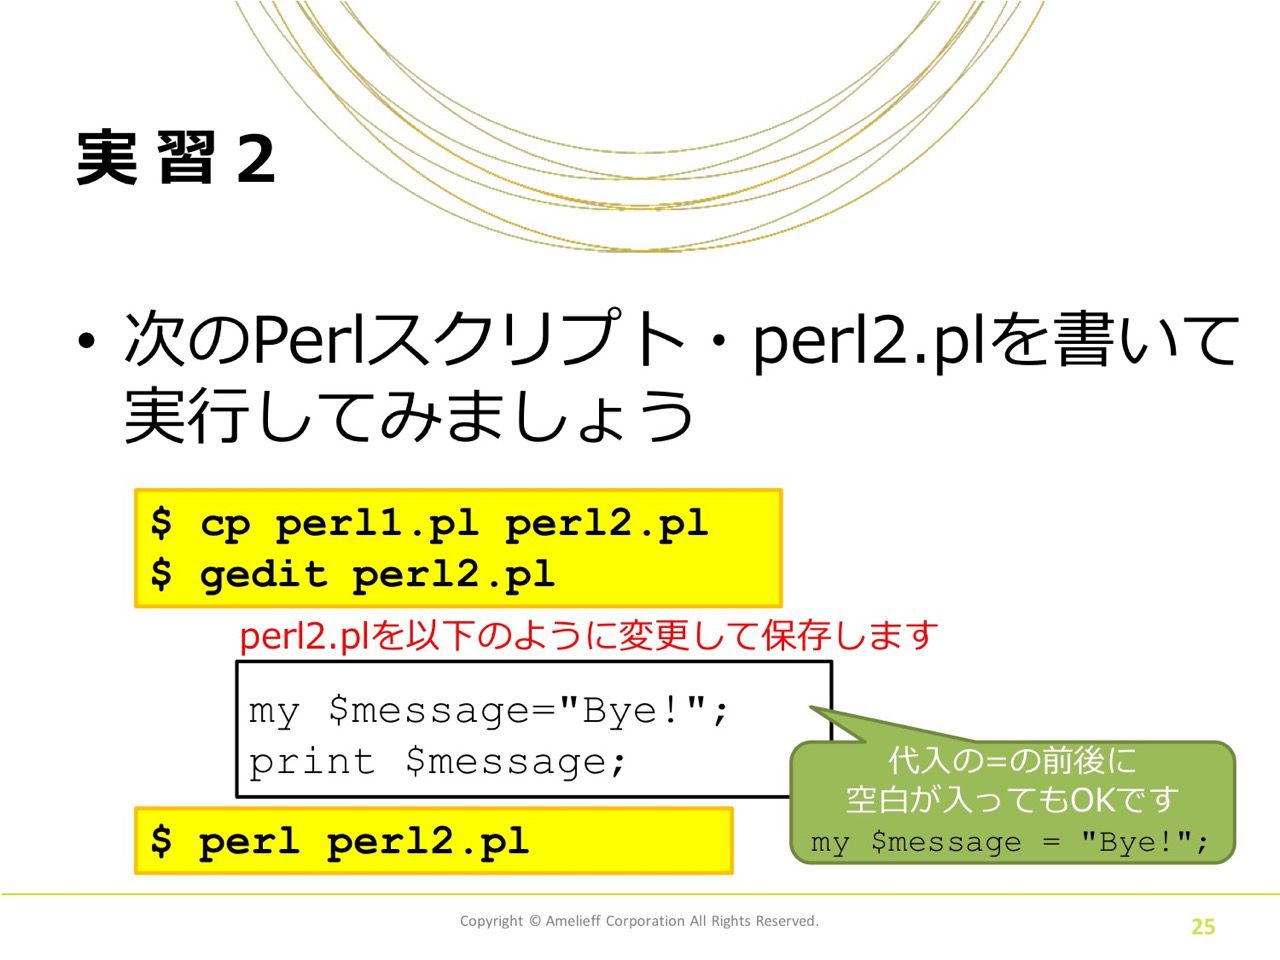 実習２
• 次のPerlスクリプト・perl2.plを書いて
実行してみましょう
$ cp perl1.pl perl2.pl
$ gedit perl2.pl
perl2.plを以下のように変更して保存します
my $message="Bye!";
print $message;
代入の=の前後に
空白が入ってもOKです
my $message = "Bye!";
$ perl perl2.pl
Copyright © Amelieff Corporation All Rights Reserved.
25